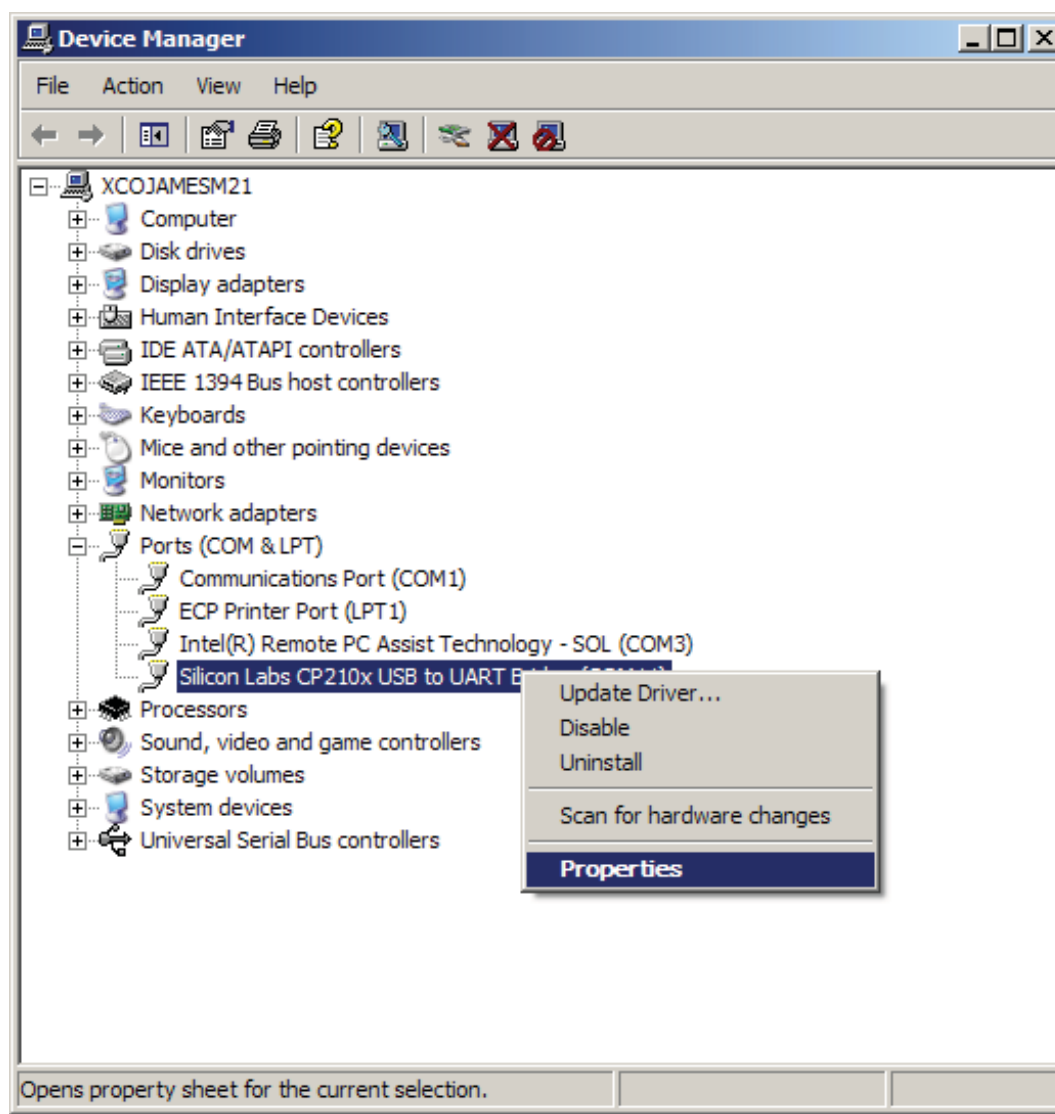 Device Manager
File Action View Help
XCOJAMESM21
Computer
Disk drives
Display adapters
Human Interface Devices
IDE ATA/ATAPI controllers
IEEE 1394 Bus host controllers
Keyboards
Mice and other pointing devices
Monitors
Network adapters
Ports (COM & LPT)
Communications Port (COM1)
ECP Printer Port (LPT1)
Intel(R) Remote PC Assist Technology - SOL (COM3)
Silicon Labs CP210x USB to UART
Processors
Sound, video and game controllers
Storage volumes
System devices
Universal Serial Bus controllers
Update Driver...
Disable
Uninstall
Scan for hardware changes
Properties
Opens property sheet for the current selection.